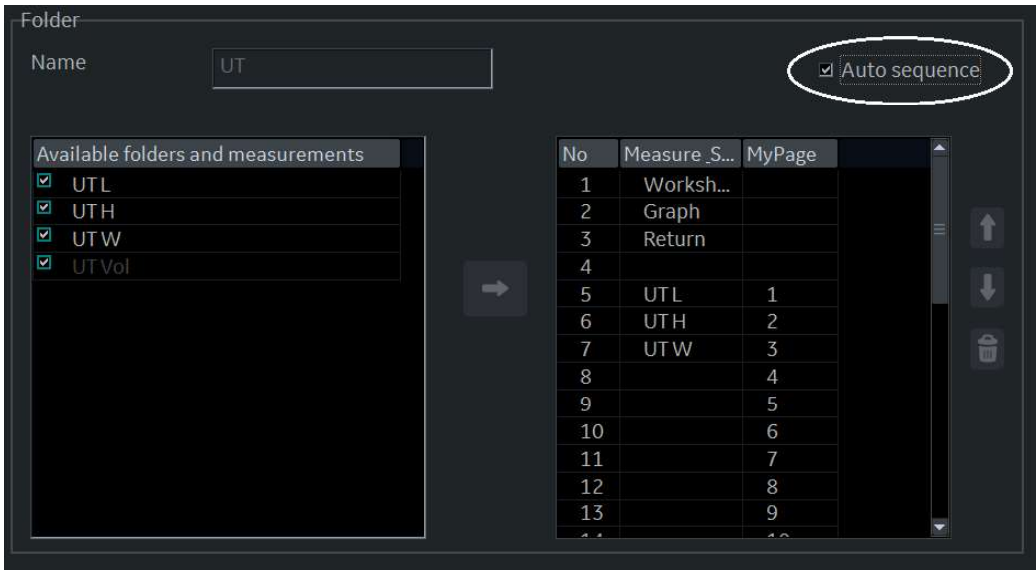 Folder
Name UT Auto sequence
Available folders and measurements No Measure_S... MyPage
UT L 1 Worksh...
UT H 2 Graph
UT W 3 Return
UT Vol 4
5 UT L 1
6 UT H 2
7 UT W 3
8 4
9 5
10 6
11 7
12 8
13 9